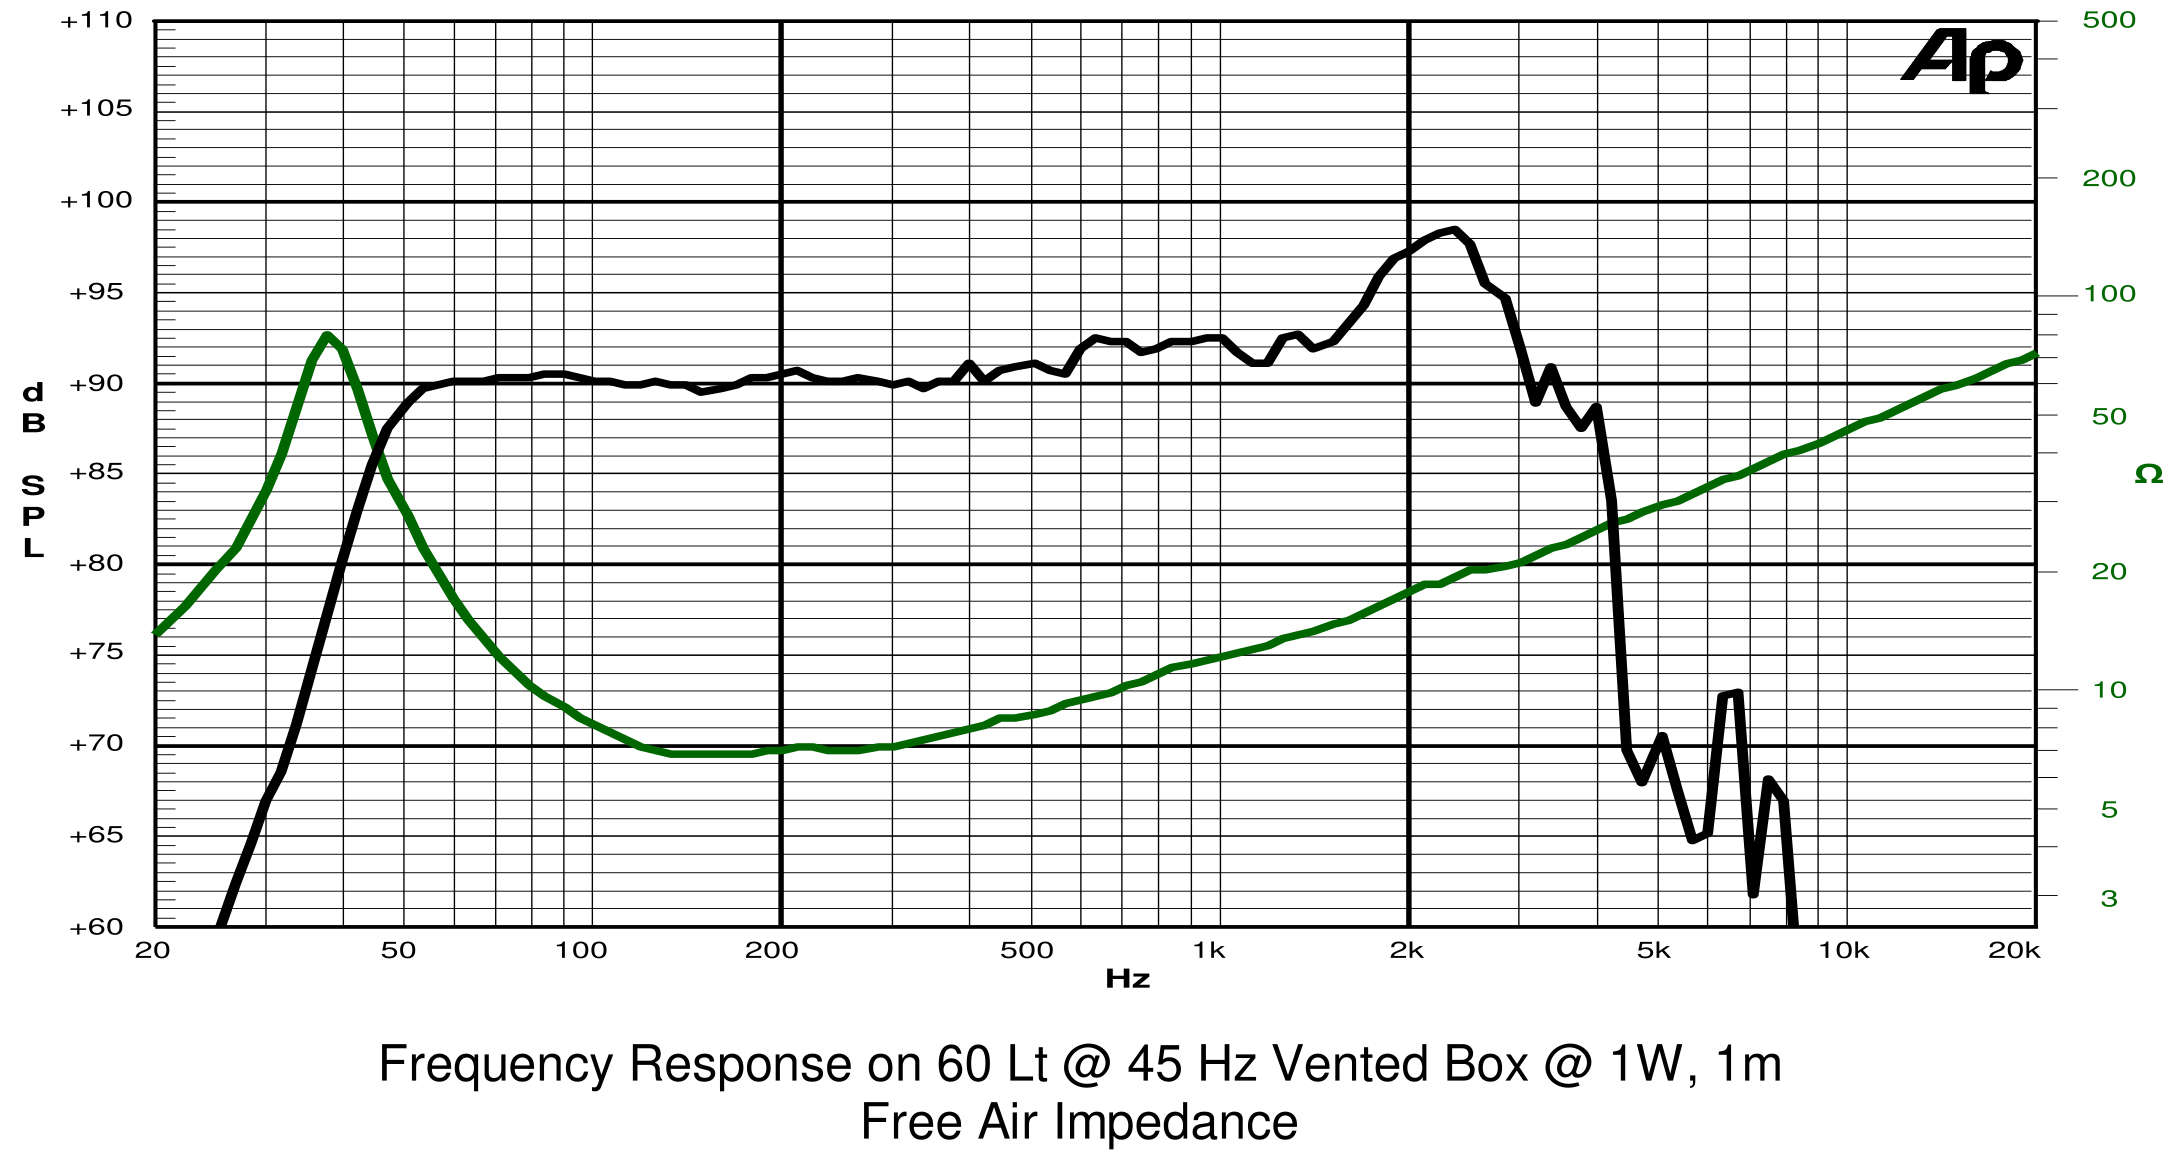 +110
+105
+100
+95
+90
+85
+80
+75
+70
+65
+60
dB SPL
Ap
500
200
100
50
20
10
5
3
Ω
20 50 100 200 500 1k 2k 5k 10k 20k
Hz
Frequency Response on 60 Lt @ 45 Hz Vented Box @ 1W, 1m
Free Air Impedance